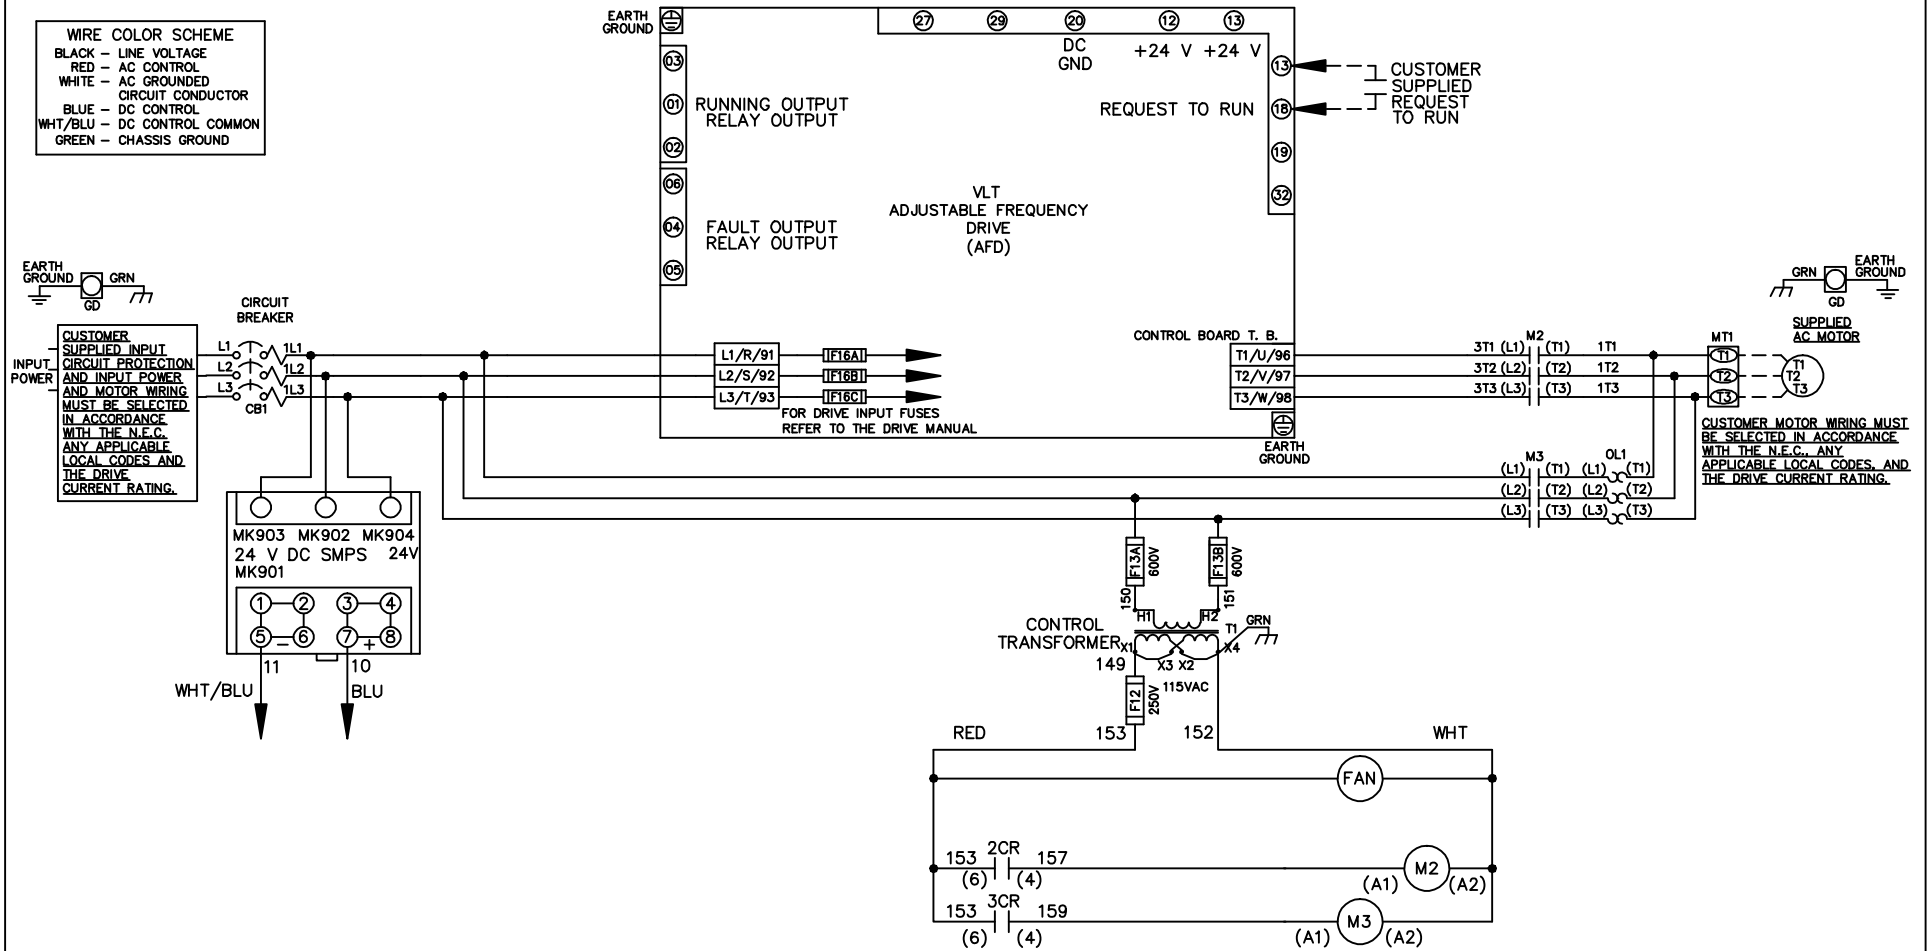 WIRE COLOR SCHEME
BLACK – LINE VOLTAGE
RED – AC CONTROL
WHITE – AC GROUNDED
CIRCUIT CONDUCTOR
BLUE – DC CONTROL
WHT/BLU – DC CONTROL COMMON
GREEN – CHASSIS GROUND
EARTH
GROUND
27
29
20
12
13
DC
GND
+24 V
+24 V
03
01
02
RUNNING OUTPUT
RELAY OUTPUT
06
04
05
FAULT OUTPUT
RELAY OUTPUT
VLT
ADJUSTABLE FREQUENCY
DRIVE
(AFD)
13
18
19
32
REQUEST TO RUN
CUSTOMER
SUPPLIED
REQUEST
TO RUN
EARTH
GROUND
GRN
GD
INPUT
POWER
CUSTOMER
SUPPLIED INPUT
CIRCUIT PROTECTION
AND INPUT POWER
AND MOTOR WIRING
MUST BE SELECTED
IN ACCORDANCE
WITH THE N.E.C.
ANY APPLICABLE
LOCAL CODES AND
THE DRIVE
CURRENT RATING.
CIRCUIT
BREAKER
L1
1L1
L2
1L2
L3
1L3
CB1
L1/R/91
F16A
L2/S/92
F16B
L3/T/93
F16C
FOR DRIVE INPUT FUSES
REFER TO THE DRIVE MANUAL
CONTROL BOARD T. B.
T1/U/96
T2/V/97
T3/W/98
EARTH
GROUND
M2
3T1 (L1) (T1) 1T1
3T2 (L2) (T2) 1T2
3T3 (L3) (T3) 1T3
MT1
T1
T2
T3
GRN
GD
EARTH
GROUND
SUPPLIED
AC MOTOR
T1
T2
T3
CUSTOMER MOTOR WIRING MUST
BE SELECTED IN ACCORDANCE
WITH THE N.E.C., ANY
APPLICABLE LOCAL CODES, AND
THE DRIVE CURRENT RATING.
M3
OL1
(L1) (T1) (L1) (T1)
(L2) (T2) (L2) (T2)
(L3) (T3) (L3) (T3)
MK903 MK902 MK904
24 V DC SMPS 24V
MK901
1 2 3 4
5 – 6 7 + 8
11
10
WHT/BLU
BLU
F13A
600V
F13B
600V
150
151
H1
H2
CONTROL
TRANSFORMER
T1
GRN
X1
X3 X2
X4
149
115VAC
F12
250V
RED
153
152
WHT
FAN
153 2CR 157
(6) (4)
M2
(A1) (A2)
153 3CR 159
(6) (4)
M3
(A1) (A2)